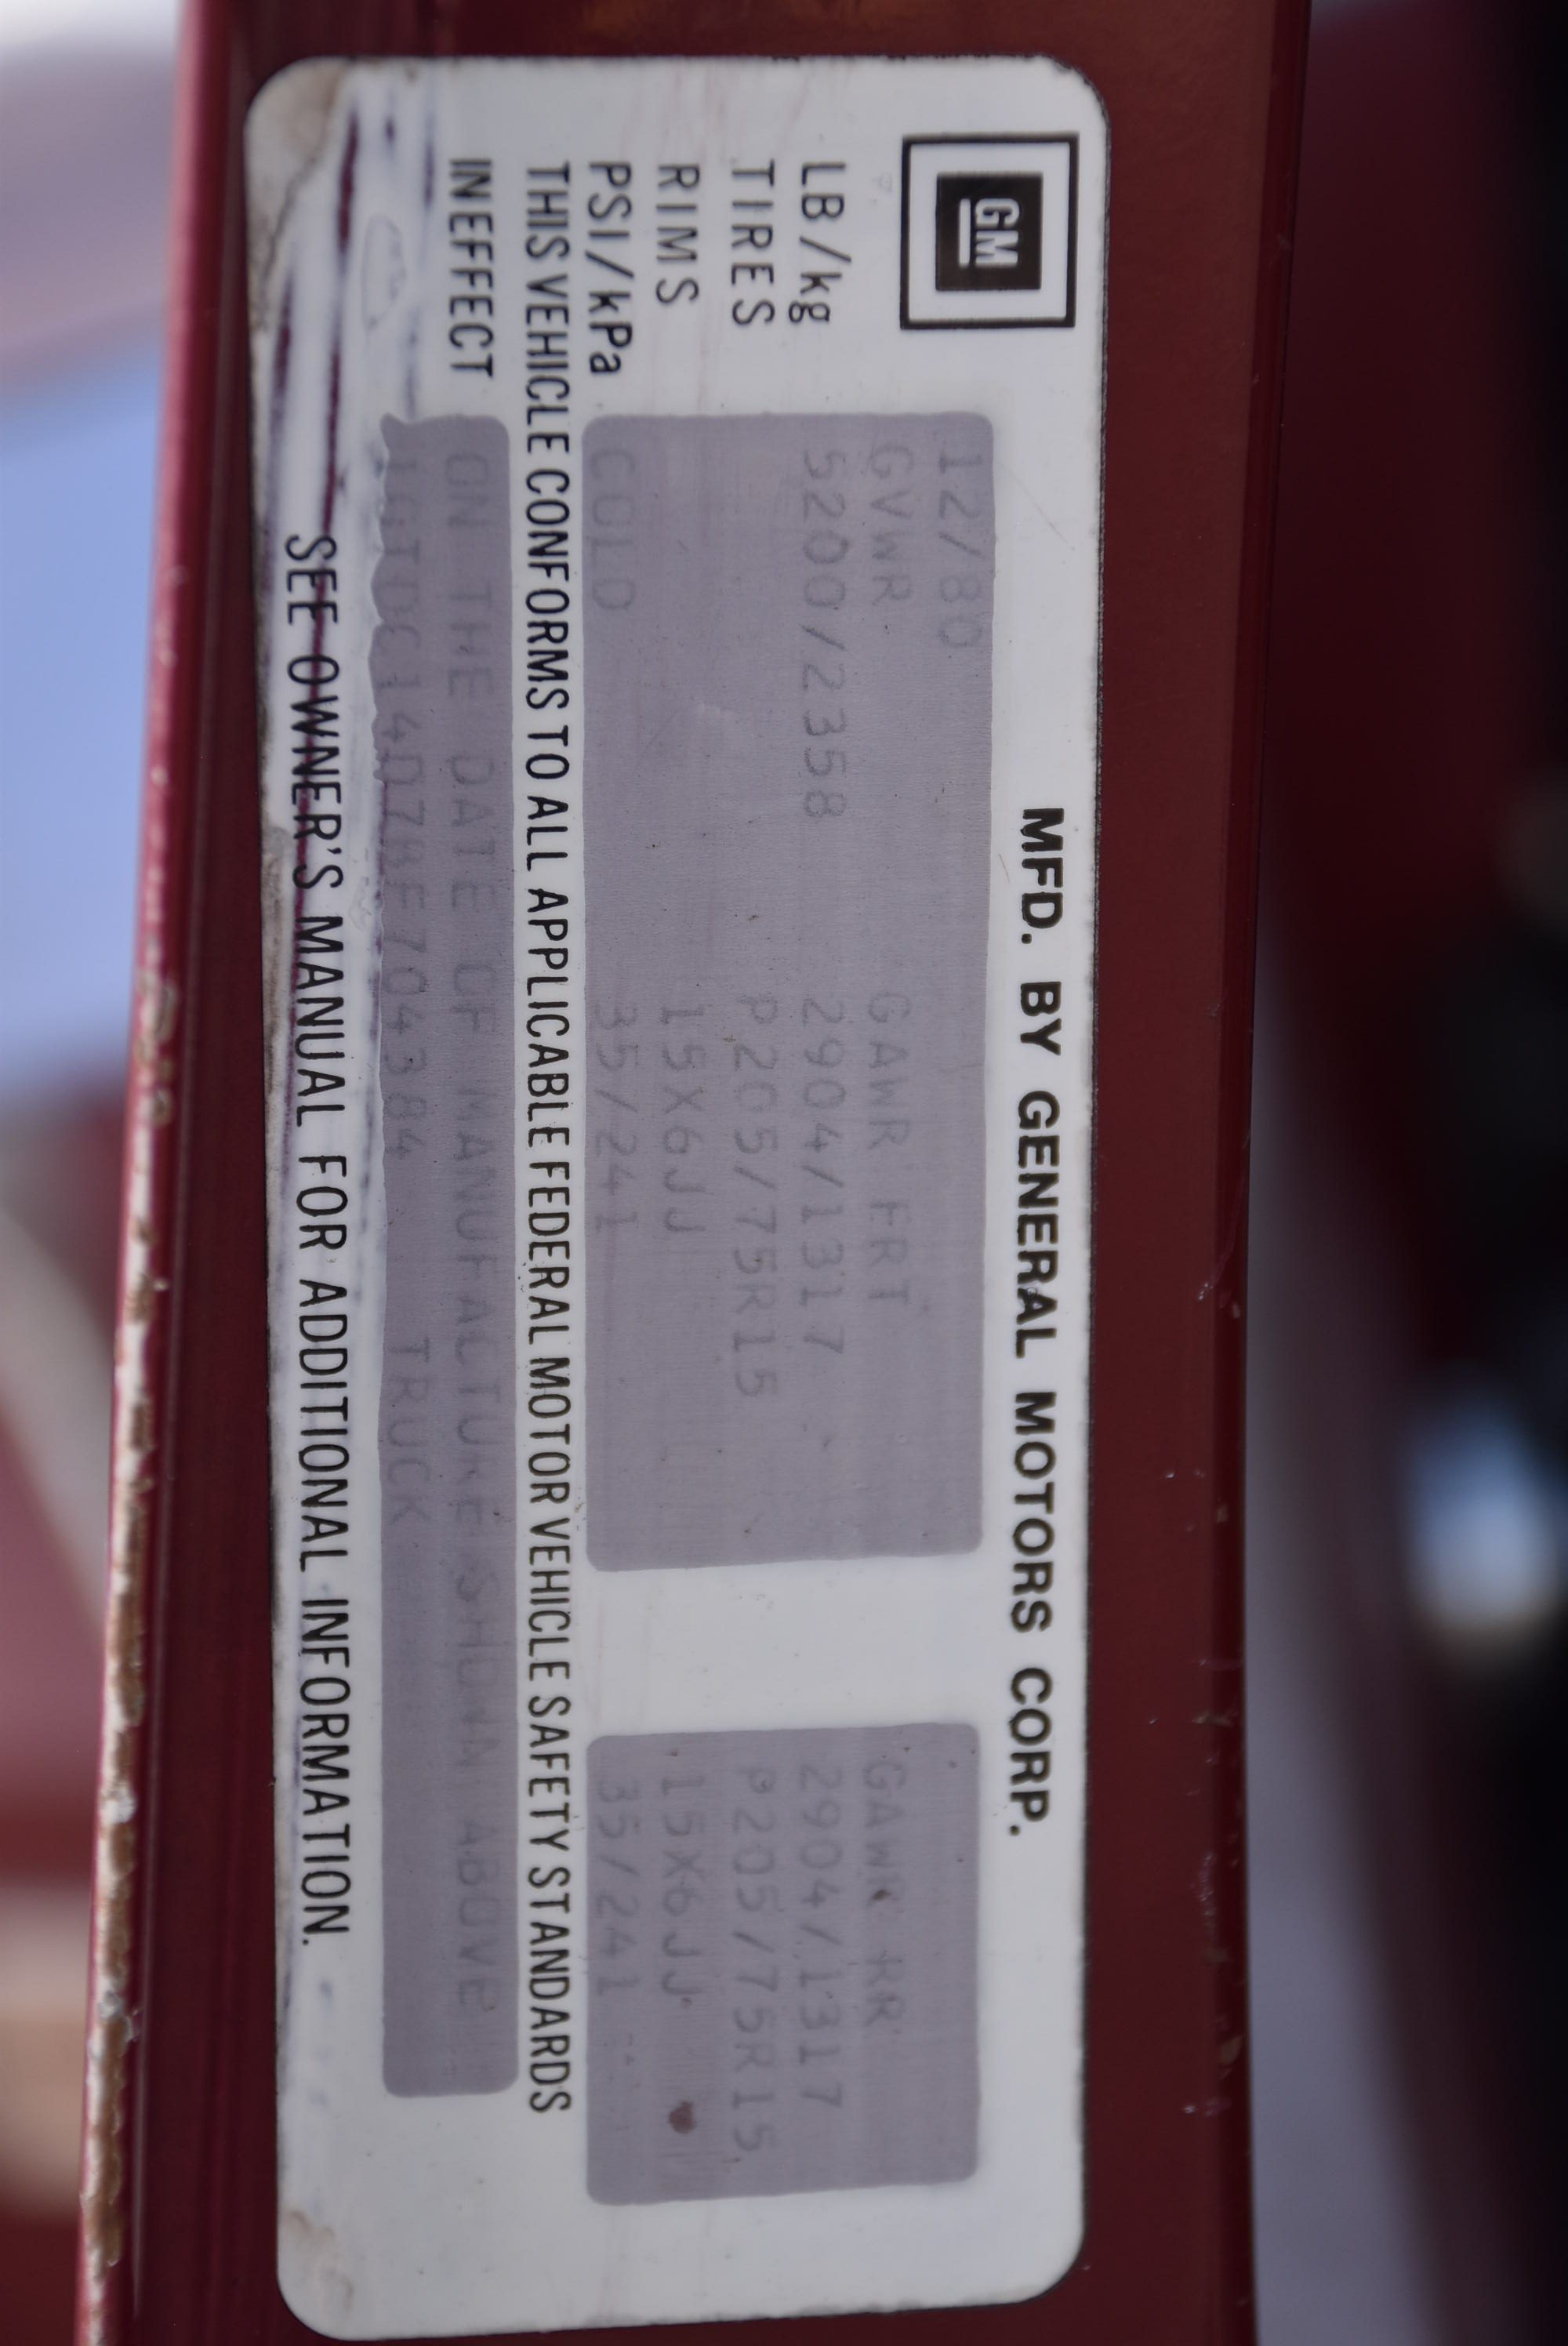 GM
MFD. BY GENERAL MOTORS CORP.
12/80
GVWR GAWR FRT GAWR RR
LB/kg 5200/2358 2904/1317 2904/1317
TIRES P205/75R15 P205/75R15
RIMS 15X6JJ 15X6JJ
PSI/kPa COLD 35/241 35/241
THIS VEHICLE CONFORMS TO ALL APPLICABLE FEDERAL MOTOR VEHICLE SAFETY STANDARDS
IN EFFECT ON THE DATE OF MANUFACTURE SHOWN ABOVE
1GTDC14D7BF704384 TRUCK
SEE OWNER'S MANUAL FOR ADDITIONAL INFORMATION.